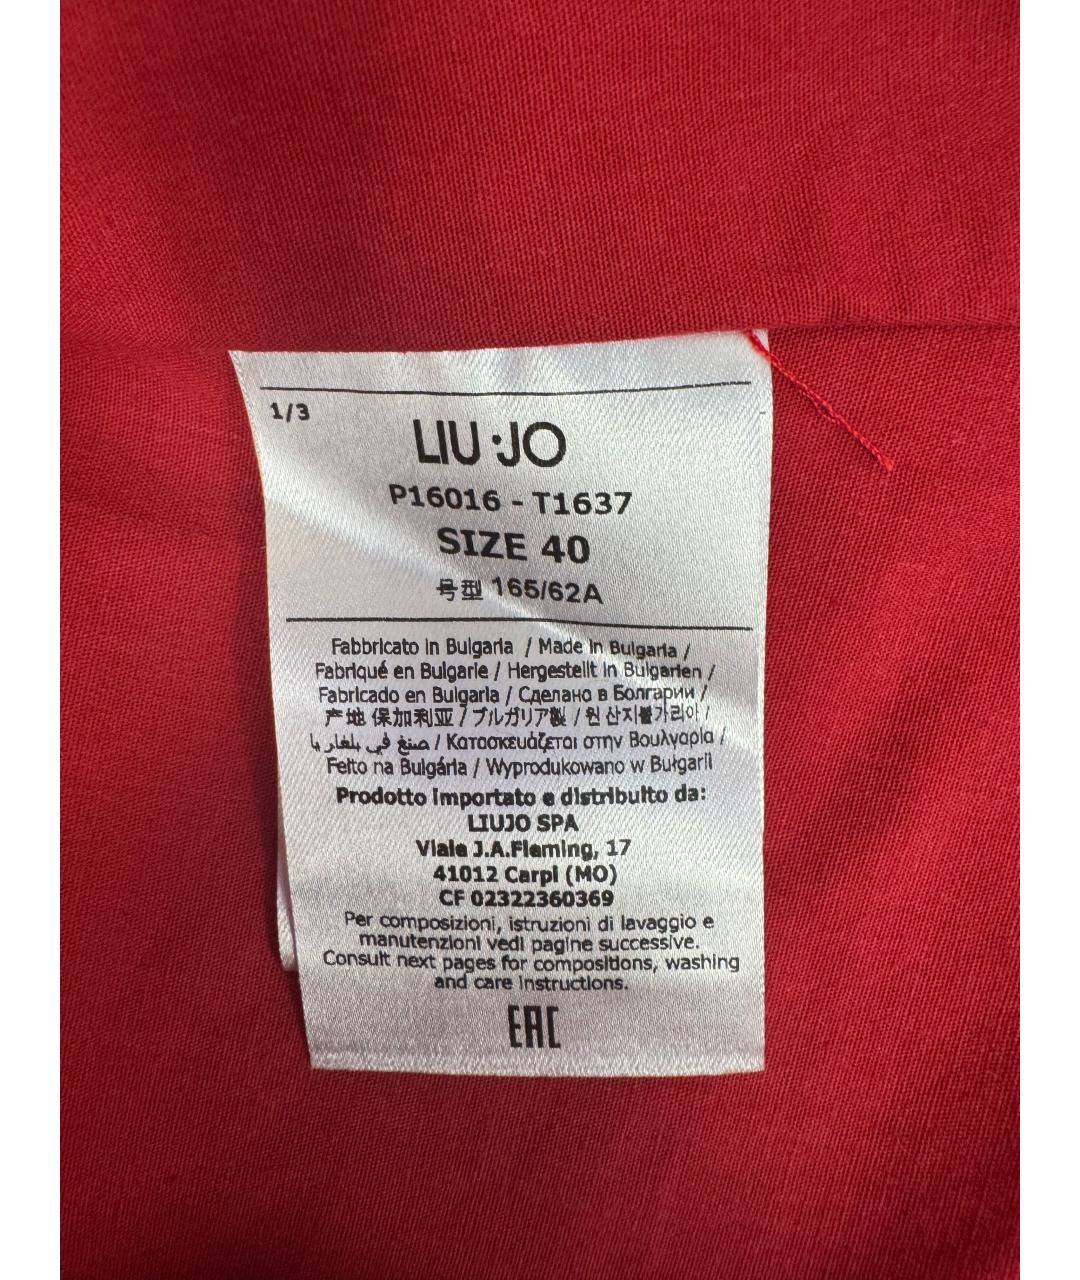 1/3
LIU·JO
P16016 - T1637
SIZE 40
号型 165/62A
Fabbricato in Bulgaria / Made in Bulgaria /
Fabriqué en Bulgarie / Hergestellt in Bulgarien /
Fabricado en Bulgaria / Сделано в Болгарии /
产地 保加利亚 / ブルガリア製 / 원산지불가리아 /
صنع في بلغاريا / Κατασκευάζεται στην Βουλγαρία /
Feito na Bulgária / Wyprodukowano w Bułgarii
Prodotto importato e distribuito da:
LIUJO SPA
Viale J.A.Fleming, 17
41012 Carpi (MO)
CF 02322360369
Per composizioni, istruzioni di lavaggio e
manutenzioni vedi pagine successive.
Consult next pages for compositions, washing
and care instructions.
EAC